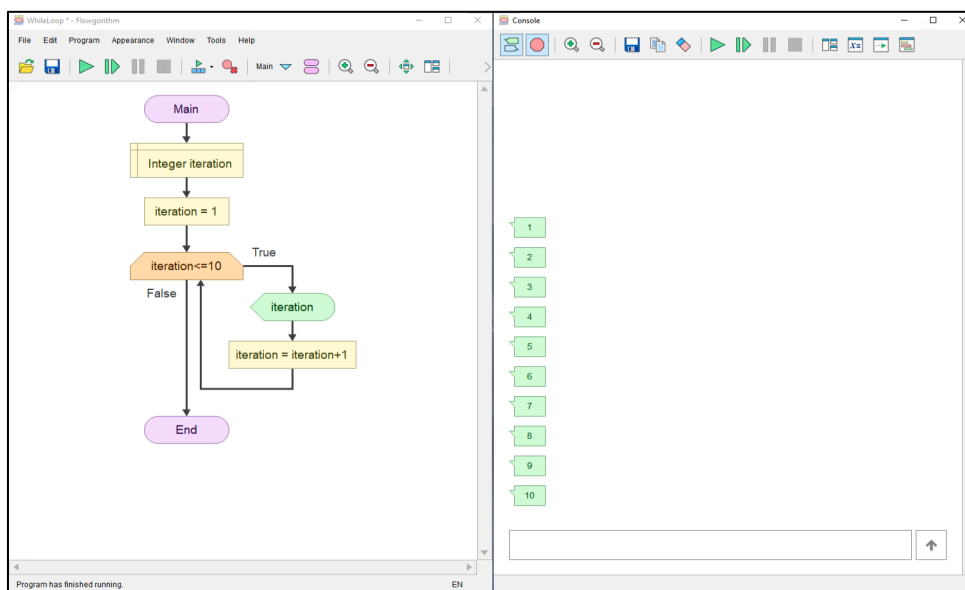 WhileLoop * - Flowgorithm
File Edit Program Appearance Window Tools Help
Main
Main
Integer iteration
iteration = 1
iteration<=10
True
False
iteration
iteration = iteration+1
End
Program has finished running.
EN
Console
x=
1
2
3
4
5
6
7
8
9
10